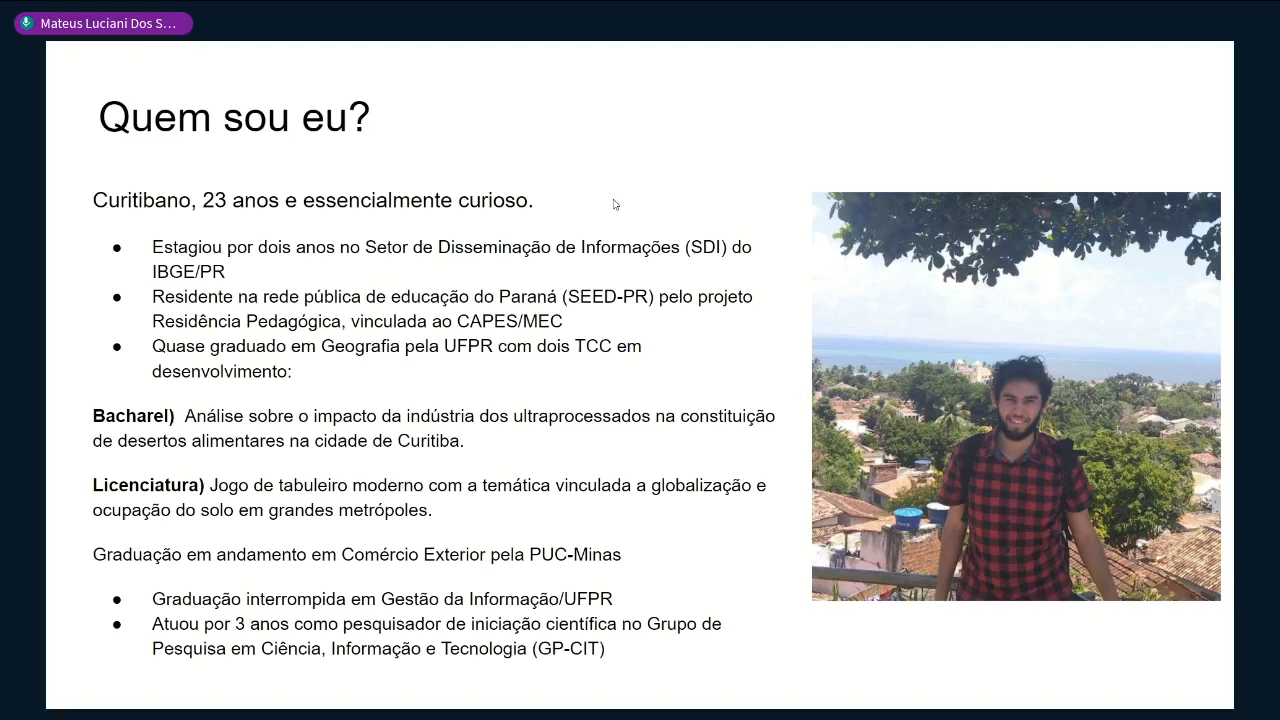 Mateus Luciani Dos S...
Quem sou eu?
Curitibano, 23 anos e essencialmente curioso.
● Estagiou por dois anos no Setor de Disseminação de Informações (SDI) do
IBGE/PR
● Residente na rede pública de educação do Paraná (SEED-PR) pelo projeto
Residência Pedagógica, vinculada ao CAPES/MEC
● Quase graduado em Geografia pela UFPR com dois TCC em
desenvolvimento:
Bacharel) Análise sobre o impacto da indústria dos ultraprocessados na constituição
de desertos alimentares na cidade de Curitiba.
Licenciatura) Jogo de tabuleiro moderno com a temática vinculada a globalização e
ocupação do solo em grandes metrópoles.
Graduação em andamento em Comércio Exterior pela PUC-Minas
● Graduação interrompida em Gestão da Informação/UFPR
● Atuou por 3 anos como pesquisador de iniciação científica no Grupo de
Pesquisa em Ciência, Informação e Tecnologia (GP-CIT)